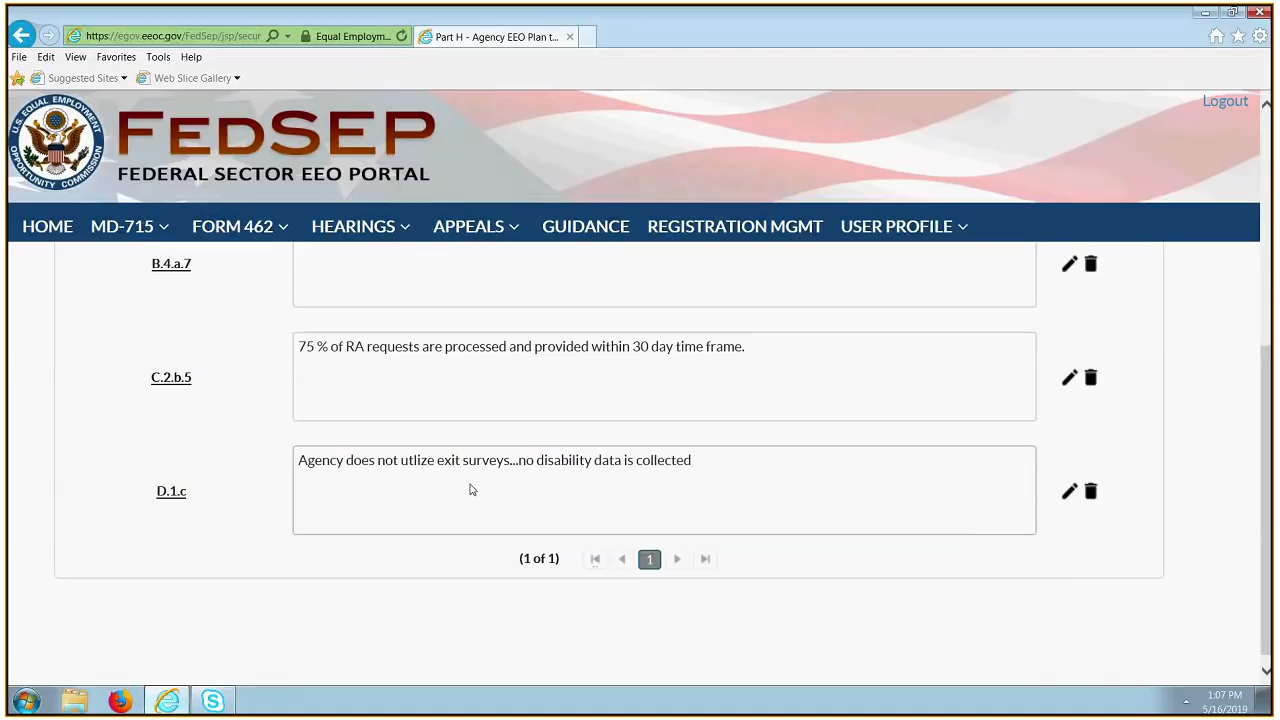 https://egov.eeoc.gov/FedSep/jsp/secur
Equal Employm...
Part H - Agency EEO Plan t...
File Edit View Favorites Tools Help
Suggested Sites
Web Slice Gallery
U.S. EQUAL EMPLOYMENT OPPORTUNITY COMMISSION
FEDSEP
FEDERAL SECTOR EEO PORTAL
Logout
HOME MD-715 FORM 462 HEARINGS APPEALS GUIDANCE REGISTRATION MGMT USER PROFILE
B.4.a.7
75 % of RA requests are processed and provided within 30 day time frame.
C.2.b.5
Agency does not utlize exit surveys...no disability data is collected
D.1.c
(1 of 1) 1
1:07 PM
5/16/2019